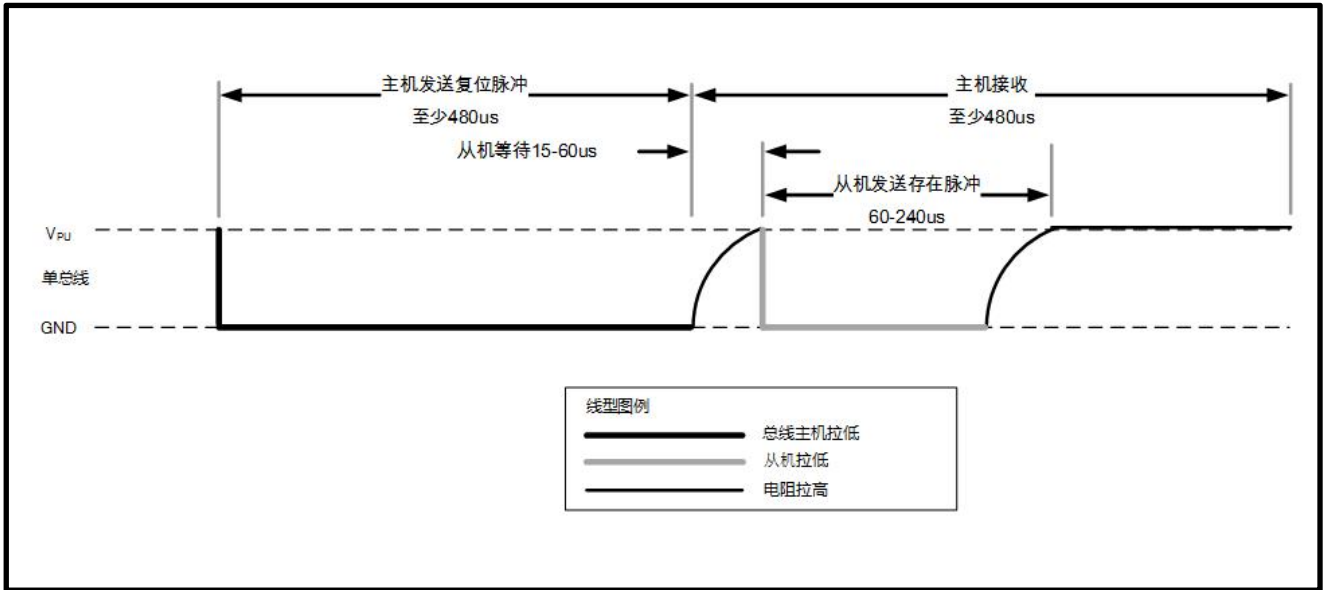 主机发送复位脉冲
至少480us
主机接收
至少480us
从机等待15-60us
从机发送存在脉冲
60-240us
VPU
单总线
GND
线型图例
总线主机拉低
从机拉低
电阻拉高